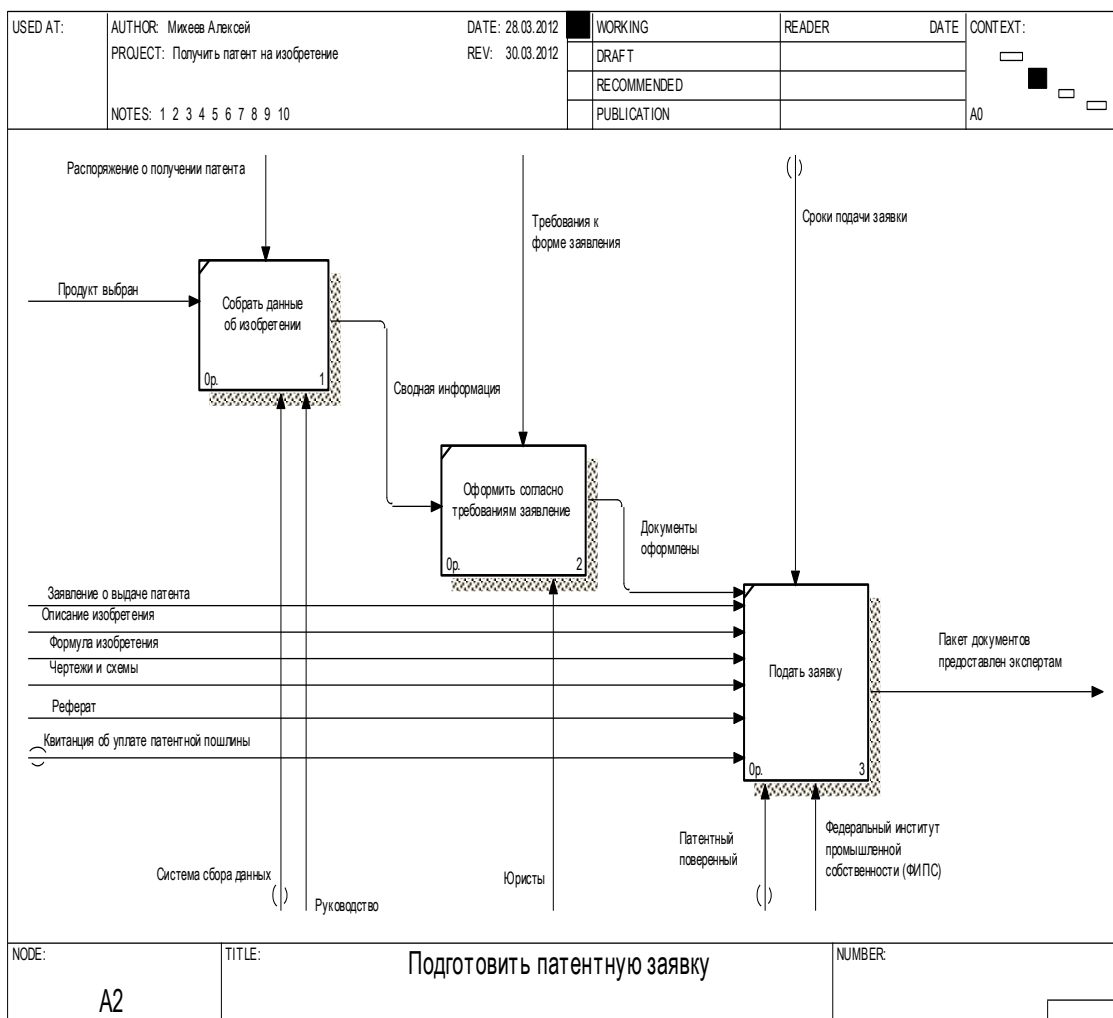 USED AT:
AUTHOR: Михеев Алексей
DATE: 28.03.2012
PROJECT: Получить патент на изобретение
REV: 30.03.2012
NOTES: 1 2 3 4 5 6 7 8 9 10
WORKING
DRAFT
RECOMMENDED
PUBLICATION
READER
DATE
CONTEXT:
A0
Распоряжение о получении патента
Требования к
форме заявления
( )
Сроки подачи заявки
Продукт выбран
Собрать данные
об изобретении
0р.
1
Сводная информация
Оформить согласно
требованиям заявление
0р.
2
Документы
оформлены
Заявление о выдаче патента
Описание изобретения
Формула изобретения
Чертежи и схемы
Реферат
Квитанция об уплате патентной пошлины
Подать заявку
0р.
3
Пакет документов
предоставлен экспертам
Система сбора данных
( )
Руководство
Юристы
Патентный
поверенный
( )
Федеральный институт
промышленной
собственности (ФИПС)
NODE:
A2
TITLE:
Подготовить патентную заявку
NUMBER: